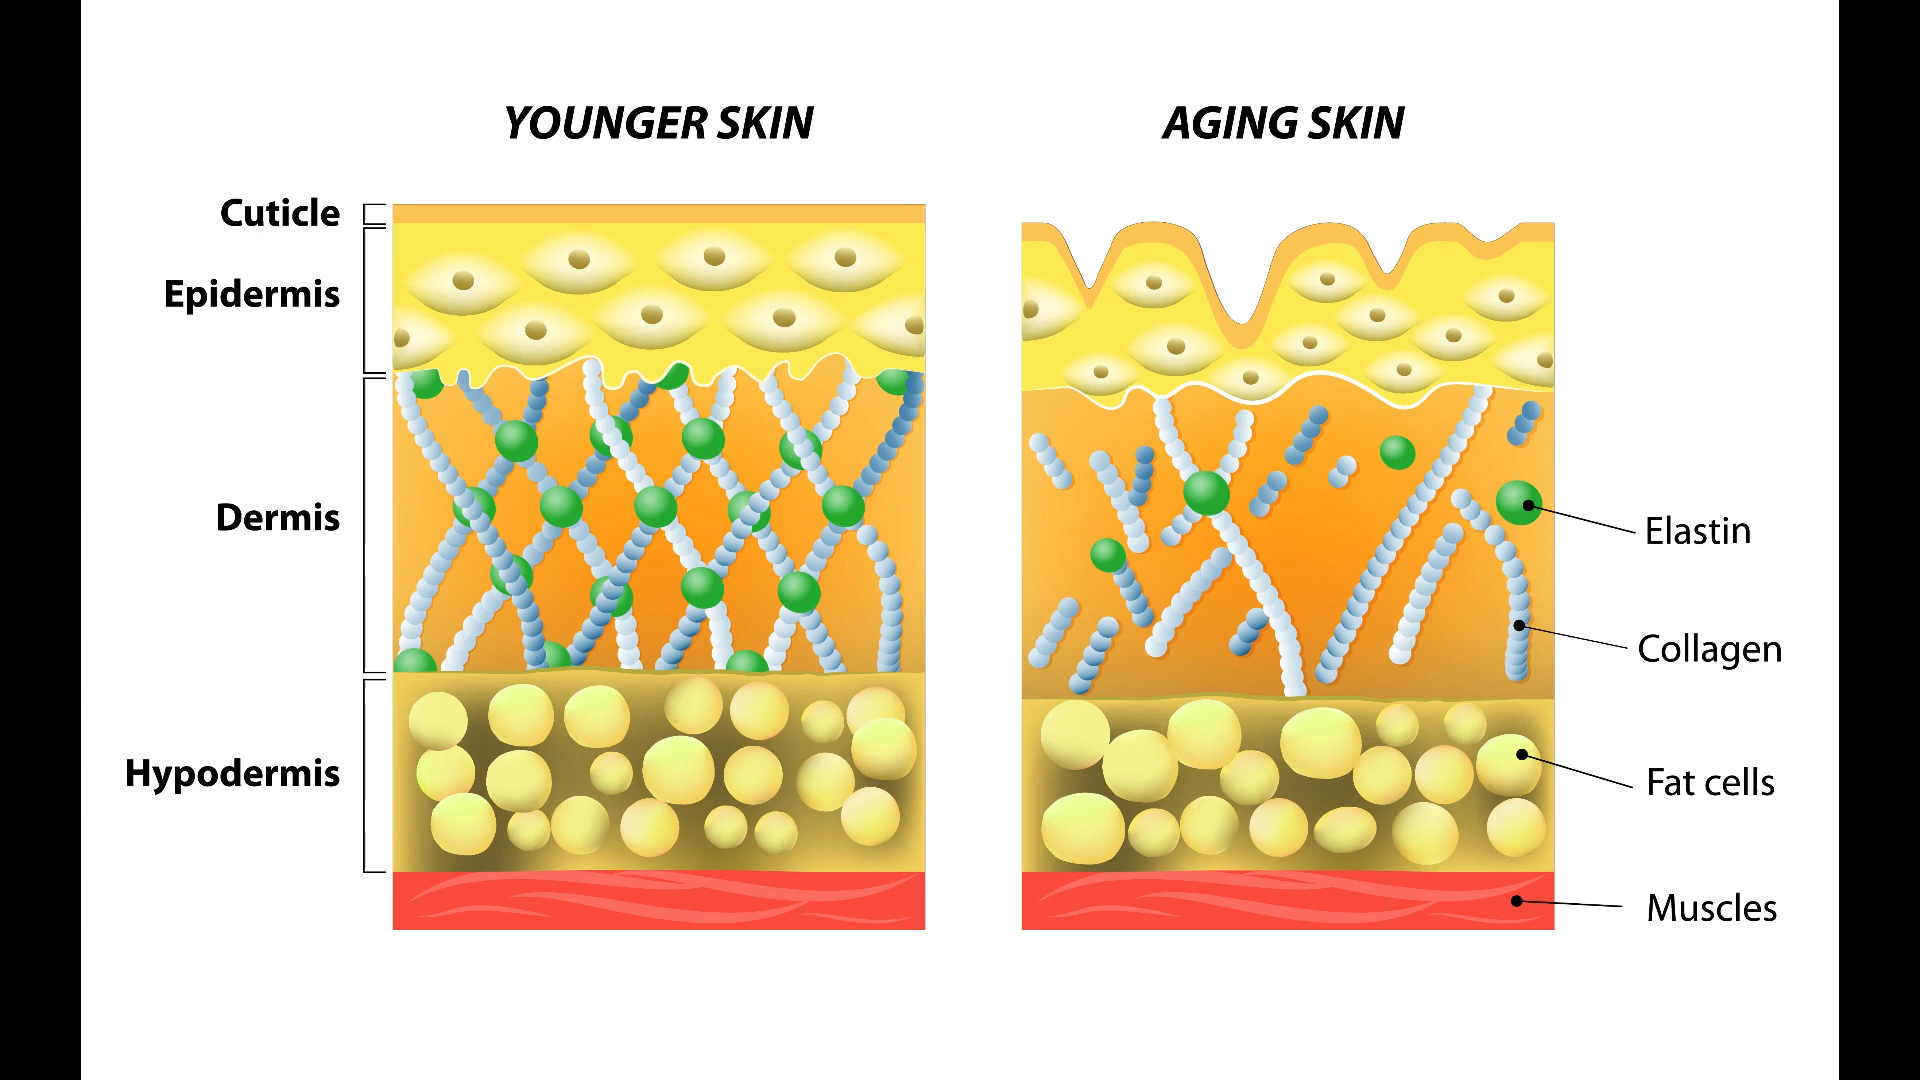 YOUNGER SKIN
AGING SKIN
Cuticle
Epidermis
Dermis
Hypodermis
Elastin
Collagen
Fat cells
Muscles